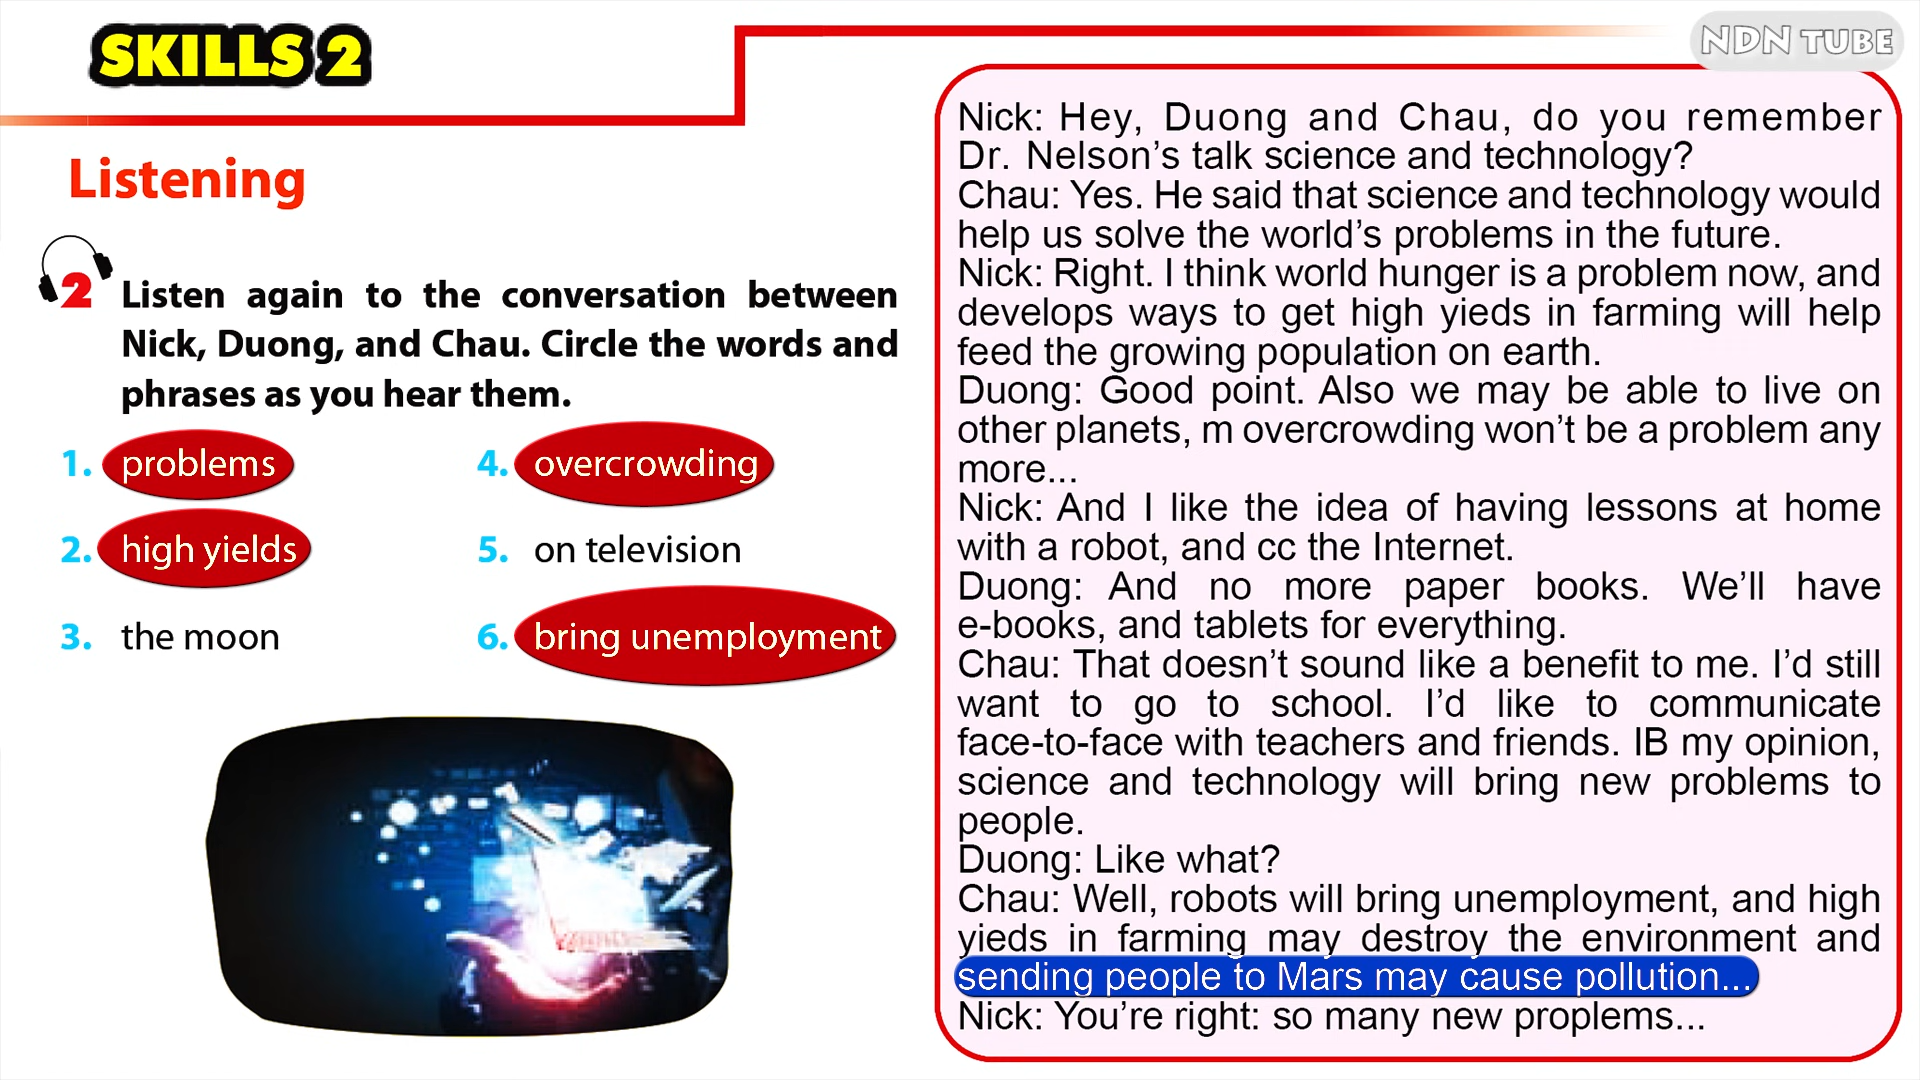 SKILLS 2
NDN TUBE
Listening
2 Listen again to the conversation between
Nick, Duong, and Chau. Circle the words and
phrases as you hear them.
1. problems
2. high yields
3. the moon
4. overcrowding
5. on television
6. bring unemployment
Nick: Hey, Duong and Chau, do you remember
Dr. Nelson’s talk science and technology?
Chau: Yes. He said that science and technology would
help us solve the world’s problems in the future.
Nick: Right. I think world hunger is a problem now, and
develops ways to get high yieds in farming will help
feed the growing population on earth.
Duong: Good point. Also we may be able to live on
other planets, m overcrowding won’t be a problem any
more...
Nick: And I like the idea of having lessons at home
with a robot, and cc the Internet.
Duong: And no more paper books. We’ll have
e-books, and tablets for everything.
Chau: That doesn’t sound like a benefit to me. I’d still
want to go to school. I’d like to communicate
face-to-face with teachers and friends. IB my opinion,
science and technology will bring new problems to
people.
Duong: Like what?
Chau: Well, robots will bring unemployment, and high
yieds in farming may destroy the environment and
sending people to Mars may cause pollution...
Nick: You’re right: so many new proplems...